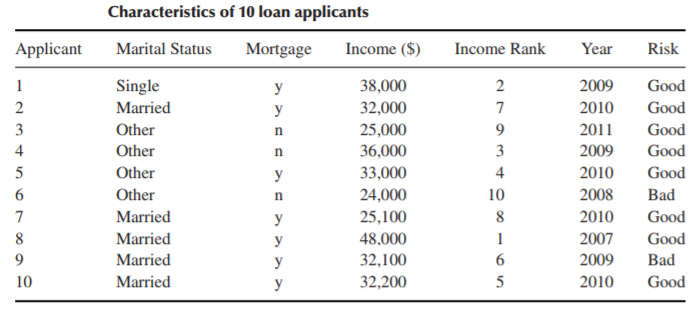 Characteristics of 10 loan applicants
Applicant Marital Status Mortgage Income ($) Income Rank Year Risk
1 Single y 38,000 2 2009 Good
2 Married y 32,000 7 2010 Good
3 Other n 25,000 9 2011 Good
4 Other n 36,000 3 2009 Good
5 Other y 33,000 4 2010 Good
6 Other n 24,000 10 2008 Bad
7 Married y 25,100 8 2010 Good
8 Married y 48,000 1 2007 Good
9 Married y 32,100 6 2009 Bad
10 Married y 32,200 5 2010 Good